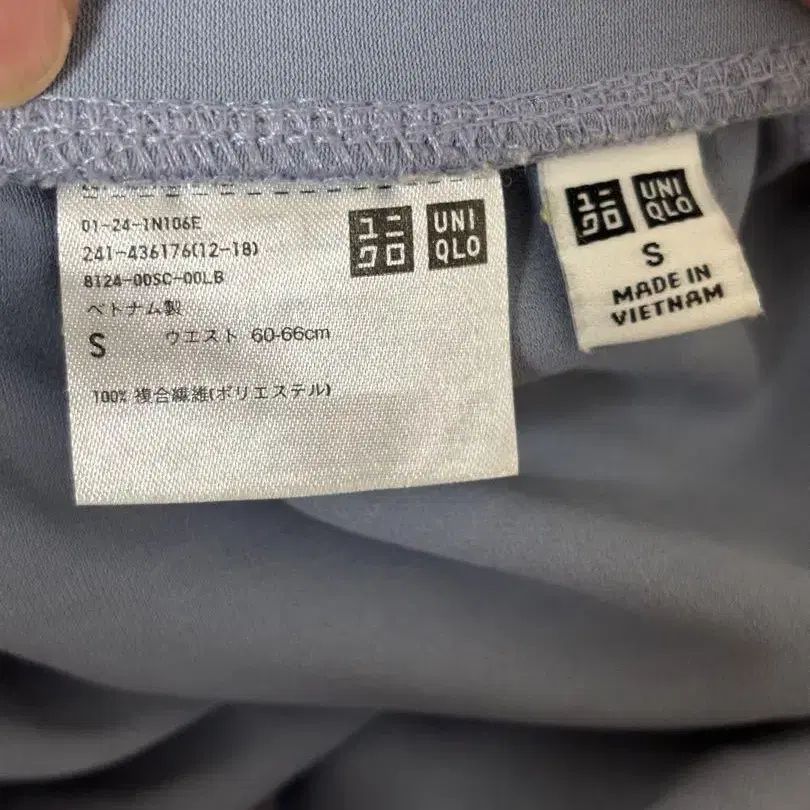 01-24-1N106E
241-436176(12-18)
8124-00SC-00LB
ベトナム製
S ウエスト 60-66cm
100% 複合繊維(ポリエステル)
ユニ
クロ
UNI
QLO
ユニ
クロ
UNI
QLO
S
MADE IN
VIETNAM